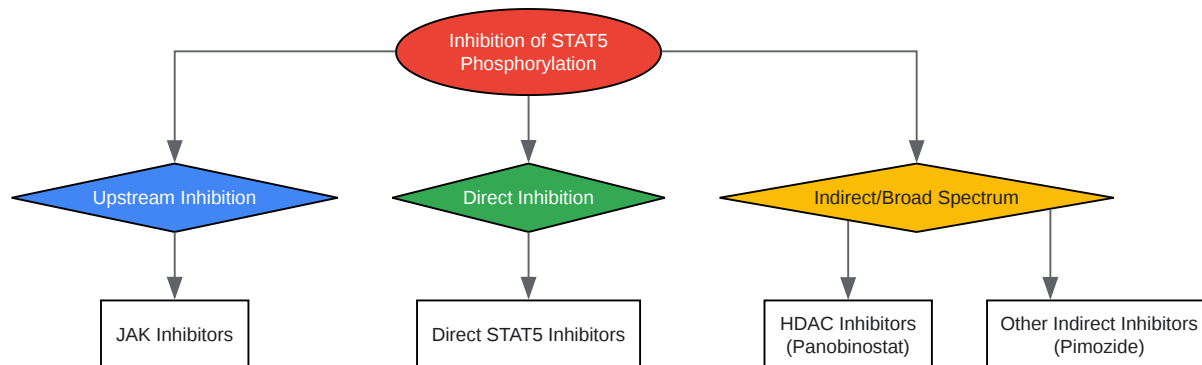 Inhibition of STAT5
Phosphorylation
Upstream Inhibition
Direct Inhibition
Indirect/Broad Spectrum
JAK Inhibitors
Direct STAT5 Inhibitors
HDAC Inhibitors
(Panobinostat)
Other Indirect Inhibitors
(Pimozide)